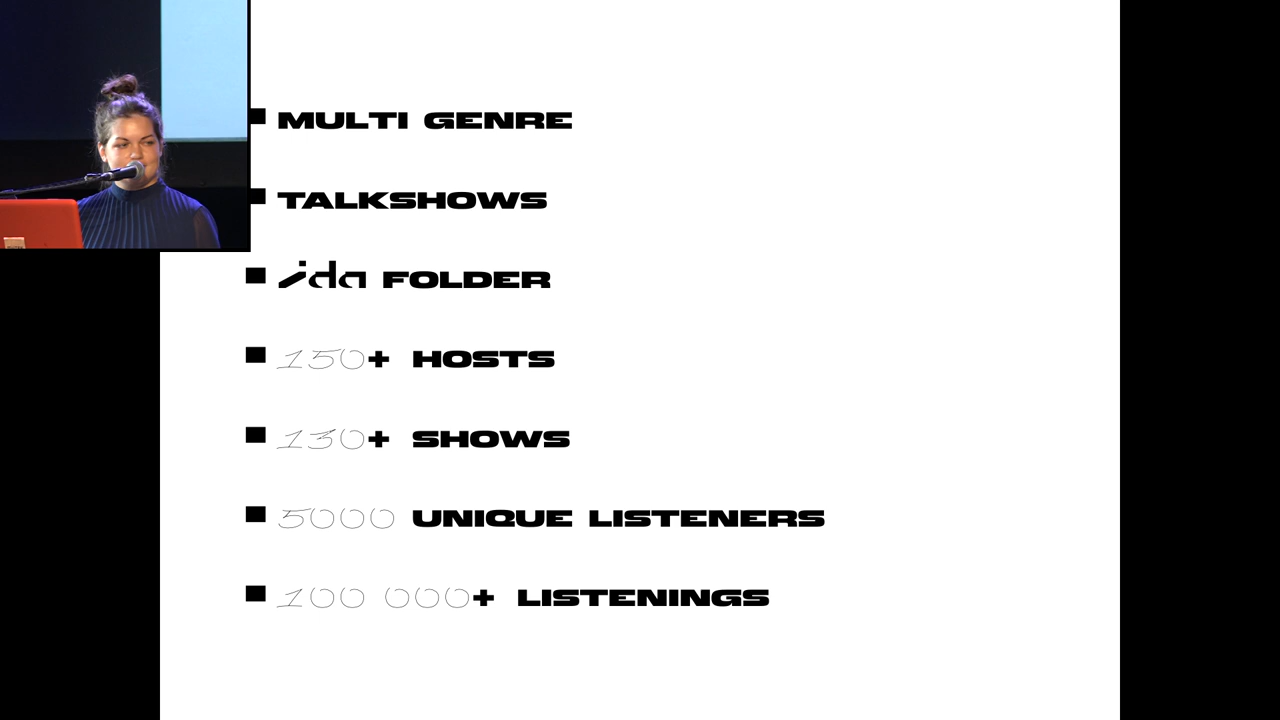 MULTI GENRE
TALKSHOWS
ida FOLDER
150+ HOSTS
130+ SHOWS
5000 UNIQUE LISTENERS
100 000+ LISTENINGS